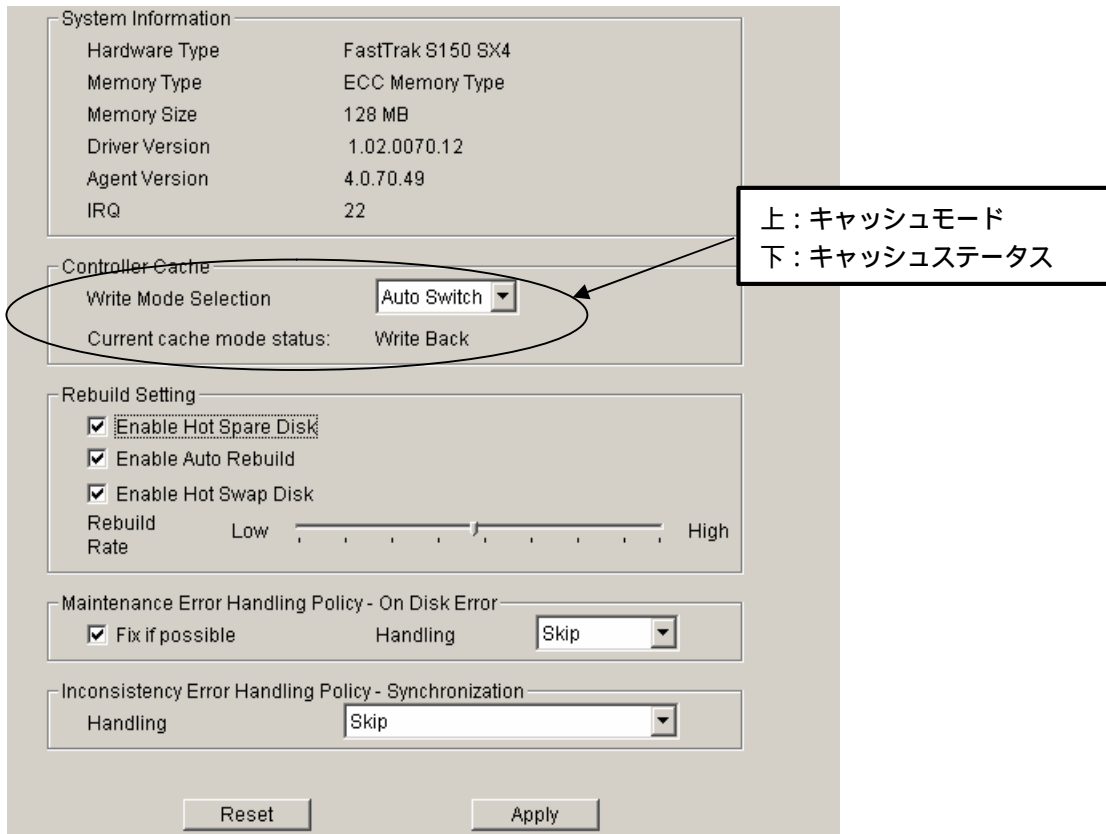 System Information
Hardware Type FastTrak S150 SX4
Memory Type ECC Memory Type
Memory Size 128 MB
Driver Version 1.02.0070.12
Agent Version 4.0.70.49
IRQ 22
上：キャッシュモード
下：キャッシュステータス
Controller Cache
Write Mode Selection Auto Switch
Current cache mode status: Write Back
Rebuild Setting
Enable Hot Spare Disk
Enable Auto Rebuild
Enable Hot Swap Disk
Rebuild Rate Low High
Maintenance Error Handling Policy - On Disk Error
Fix if possible Handling Skip
Inconsistency Error Handling Policy - Synchronization
Handling Skip
Reset Apply